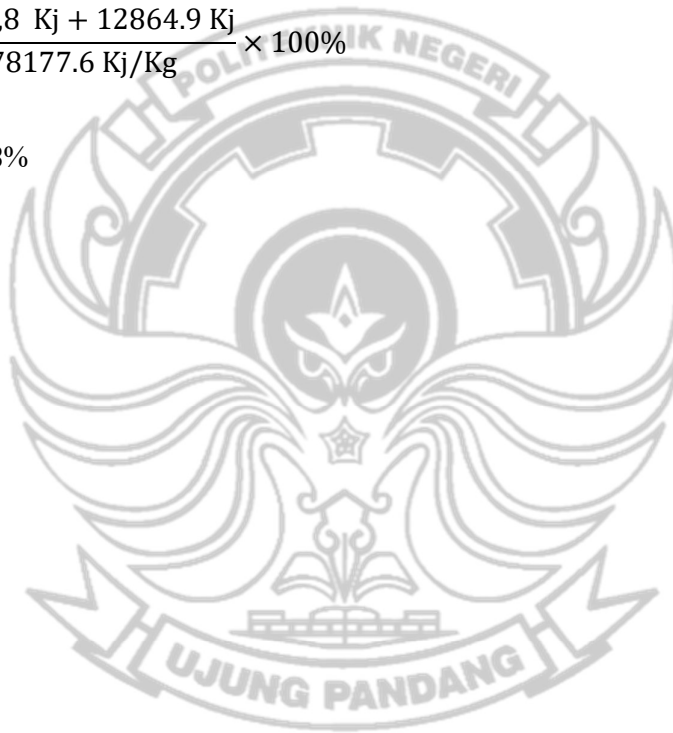 ,8 Kj + 12864.9 Kj
78177.6 Kj/Kg
× 100%
%
POLITEKNIK NEGERI
UJUNG PANDANG